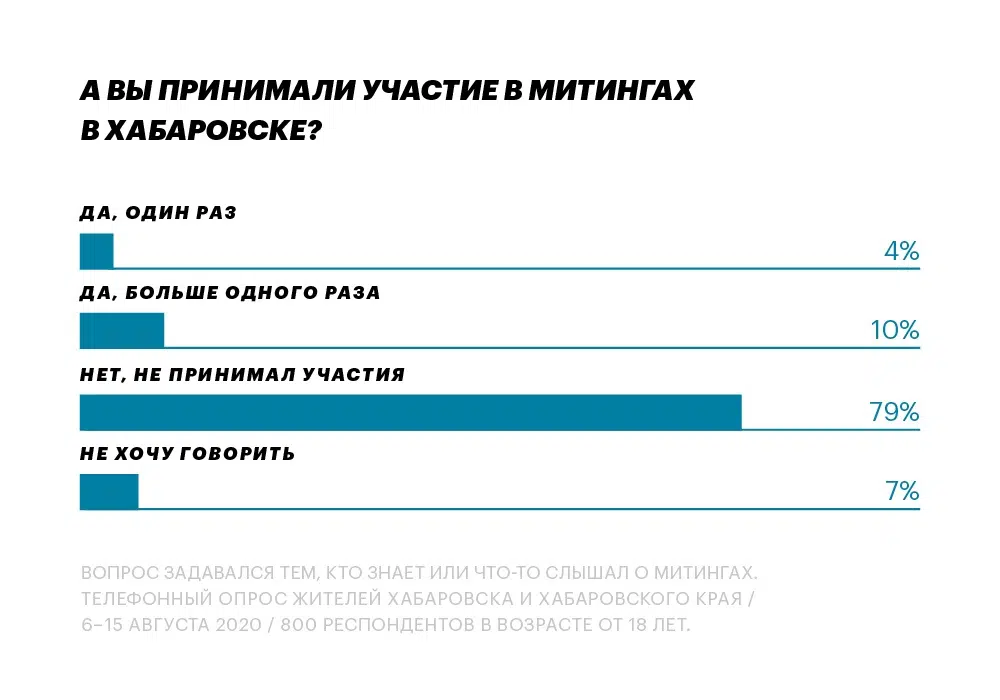 А ВЫ ПРИНИМАЛИ УЧАСТИЕ В МИТИНГАХ
В ХАБАРОВСКЕ?
ДА, ОДИН РАЗ
4%
ДА, БОЛЬШЕ ОДНОГО РАЗА
10%
НЕТ, НЕ ПРИНИМАЛ УЧАСТИЯ
79%
НЕ ХОЧУ ГОВОРИТЬ
7%
ВОПРОС ЗАДАВАЛСЯ ТЕМ, КТО ЗНАЕТ ИЛИ ЧТО-ТО СЛЫШАЛ О МИТИНГАХ.
ТЕЛЕФОННЫЙ ОПРОС ЖИТЕЛЕЙ ХАБАРОВСКА И ХАБАРОВСКОГО КРАЯ /
6–15 АВГУСТА 2020 / 800 РЕСПОНДЕНТОВ В ВОЗРАСТЕ ОТ 18 ЛЕТ.